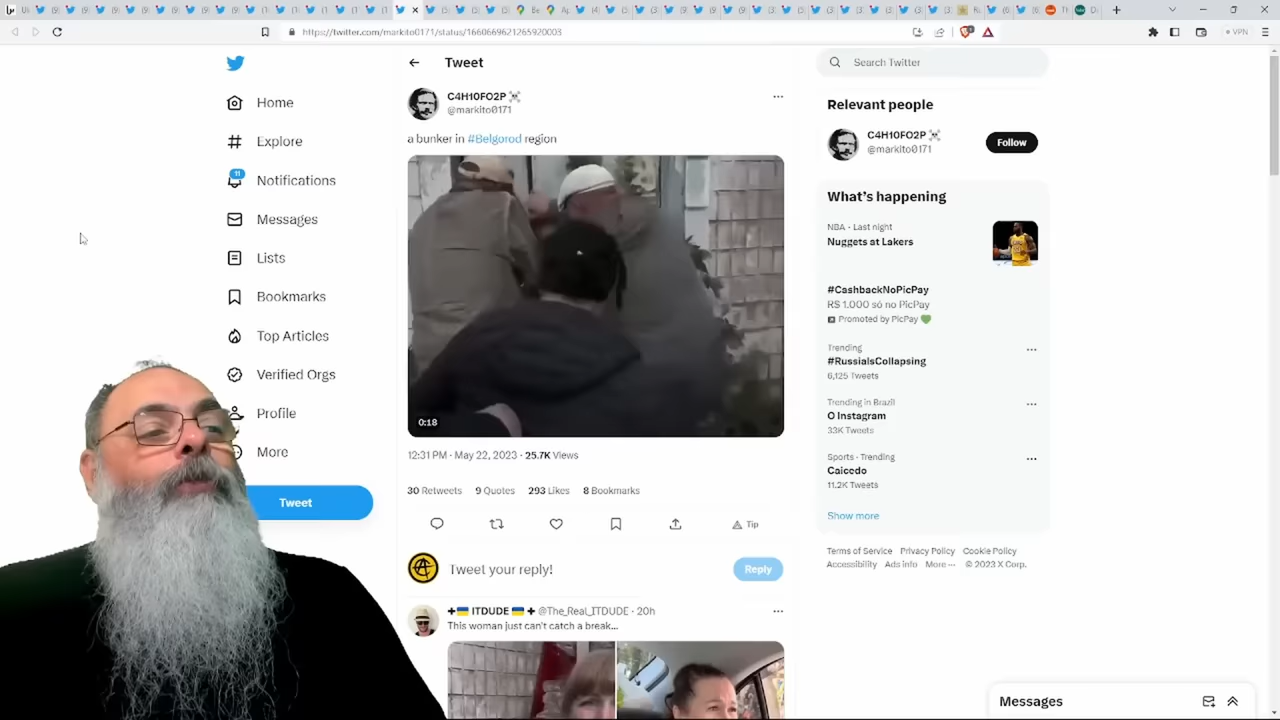 https://twitter.com/markito0171/status/1660669621265920003
VPN
Home
Explore
11
Notifications
Messages
Lists
Bookmarks
Top Articles
Verified Orgs
Profile
More
Tweet
Tweet
C4H10FO2P ☠
@markito0171
a bunker in #Belgorod region
0:18
12:31 PM · May 22, 2023 · 25.7K Views
30 Retweets 9 Quotes 293 Likes 8 Bookmarks
Tip
Tweet your reply!
Reply
ITDUDE @The_Real_ITDUDE · 20h
This woman just can't catch a break...
Search Twitter
Relevant people
C4H10FO2P ☠
@markito0171
Follow
What's happening
NBA · Last night
Nuggets at Lakers
#CashbackNoPicPay
R$ 1.000 só no PicPay
Promoted by PicPay 💚
Trending
#RussiaIsCollapsing
6,125 Tweets
Trending in Brazil
O Instagram
33K Tweets
Sports · Trending
Caicedo
11.2K Tweets
Show more
Terms of Service Privacy Policy Cookie Policy
Accessibility Ads info More ··· © 2023 X Corp.
Messages